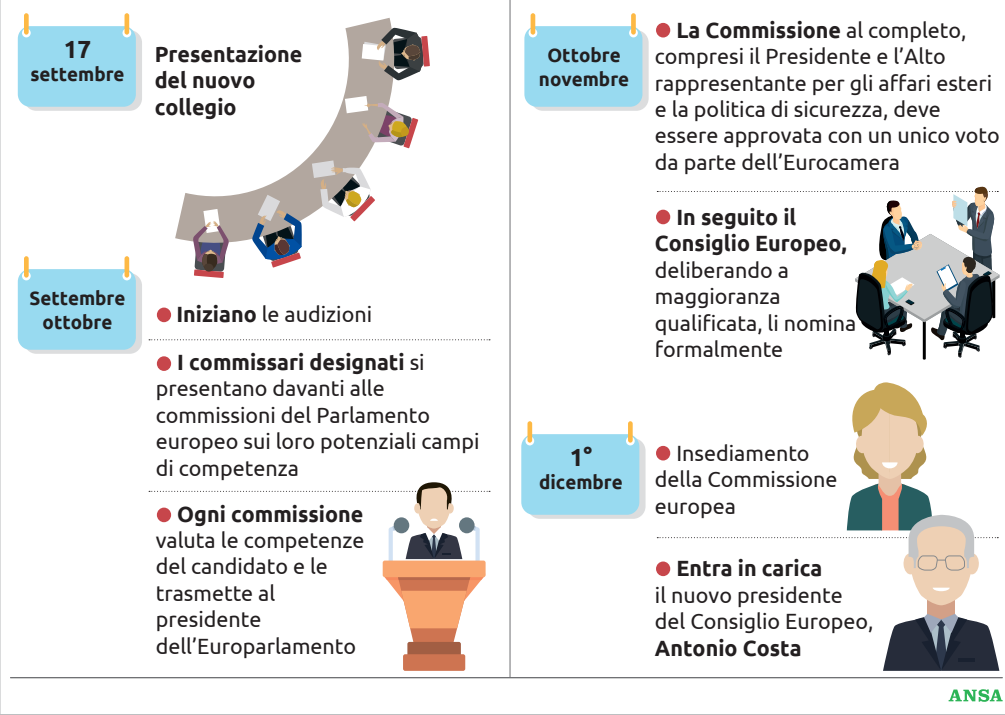 17
settembre
Presentazione
del nuovo
collegio
Settembre
ottobre
Iniziano le audizioni
I commissari designati si
presentano davanti alle
commissioni del Parlamento
europeo sui loro potenziali campi
di competenza
Ogni commissione
valuta le competenze
del candidato e le
trasmette al
presidente
dell'Europarlamento
Ottobre
novembre
La Commissione al completo,
compresi il Presidente e l'Alto
rappresentante per gli affari esteri
e la politica di sicurezza, deve
essere approvata con un unico voto
da parte dell'Eurocamera
In seguito il
Consiglio Europeo,
deliberando a
maggioranza
qualificata, li nomina
formalmente
1°
dicembre
Insediamento
della Commissione
europea
Entra in carica
il nuovo presidente
del Consiglio Europeo,
Antonio Costa
ANSA